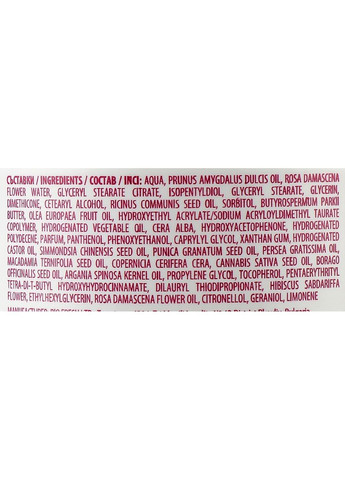 СЪСТАВКИ / INGREDIENTS / СОСТАВ / INCI: AQUA, PRUNUS AMYGDALUS DULCIS OIL, ROSA DAMASCENA
FLOWER WATER, GLYCERYL STEARATE CITRATE, ISOPENTYLDIOL, GLYCERYL STEARATE, GLYCERIN,
DIMETHICONE, CETEARYL ALCOHOL, RICINUS COMMUNIS SEED OIL, SORBITOL, BUTYROSPERMUM PARKII
BUTTER, OLEA EUROPAEA FRUIT OIL, HYDROXYETHYL ACRYLATE/SODIUM ACRYLOYLDIMETHYL TAURATE
COPOLYMER, HYDROGENATED VEGETABLE OIL, CERA ALBA, HYDROXYACETOPHENONE, HYDROGENATED
POLYDECENE, PARFUM, PANTHENOL, PHENOXYETHANOL, CAPRYLYL GLYCOL, XANTHAN GUM, HYDROGENATED
CASTOR OIL, SIMMONDSIA CHINENSIS SEED OIL, PUNICA GRANATUM SEED OIL, PERSEA GRATISSIMA OIL,
MACADAMIA TERNIFOLIA SEED OIL, COPERNICIA CERIFERA CERA, CANNABIS SATIVA SEED OIL, BORAGO
OFFICINALIS SEED OIL, ARGANIA SPINOSA KERNEL OIL, PROPYLENE GLYCOL, TOCOPHEROL, PENTAERYTHRITYL
TETRA-DI-T-BUTYL HYDROXYHYDROCINNAMATE, DILAURYL THIODIPROPIONATE, HIBISCUS SABDARIFFA
FLOWER, ETHYLHEXYLGLYCERIN, ROSA DAMASCENA FLOWER OIL, CITRONELLOL, GERANIOL, LIMONENE